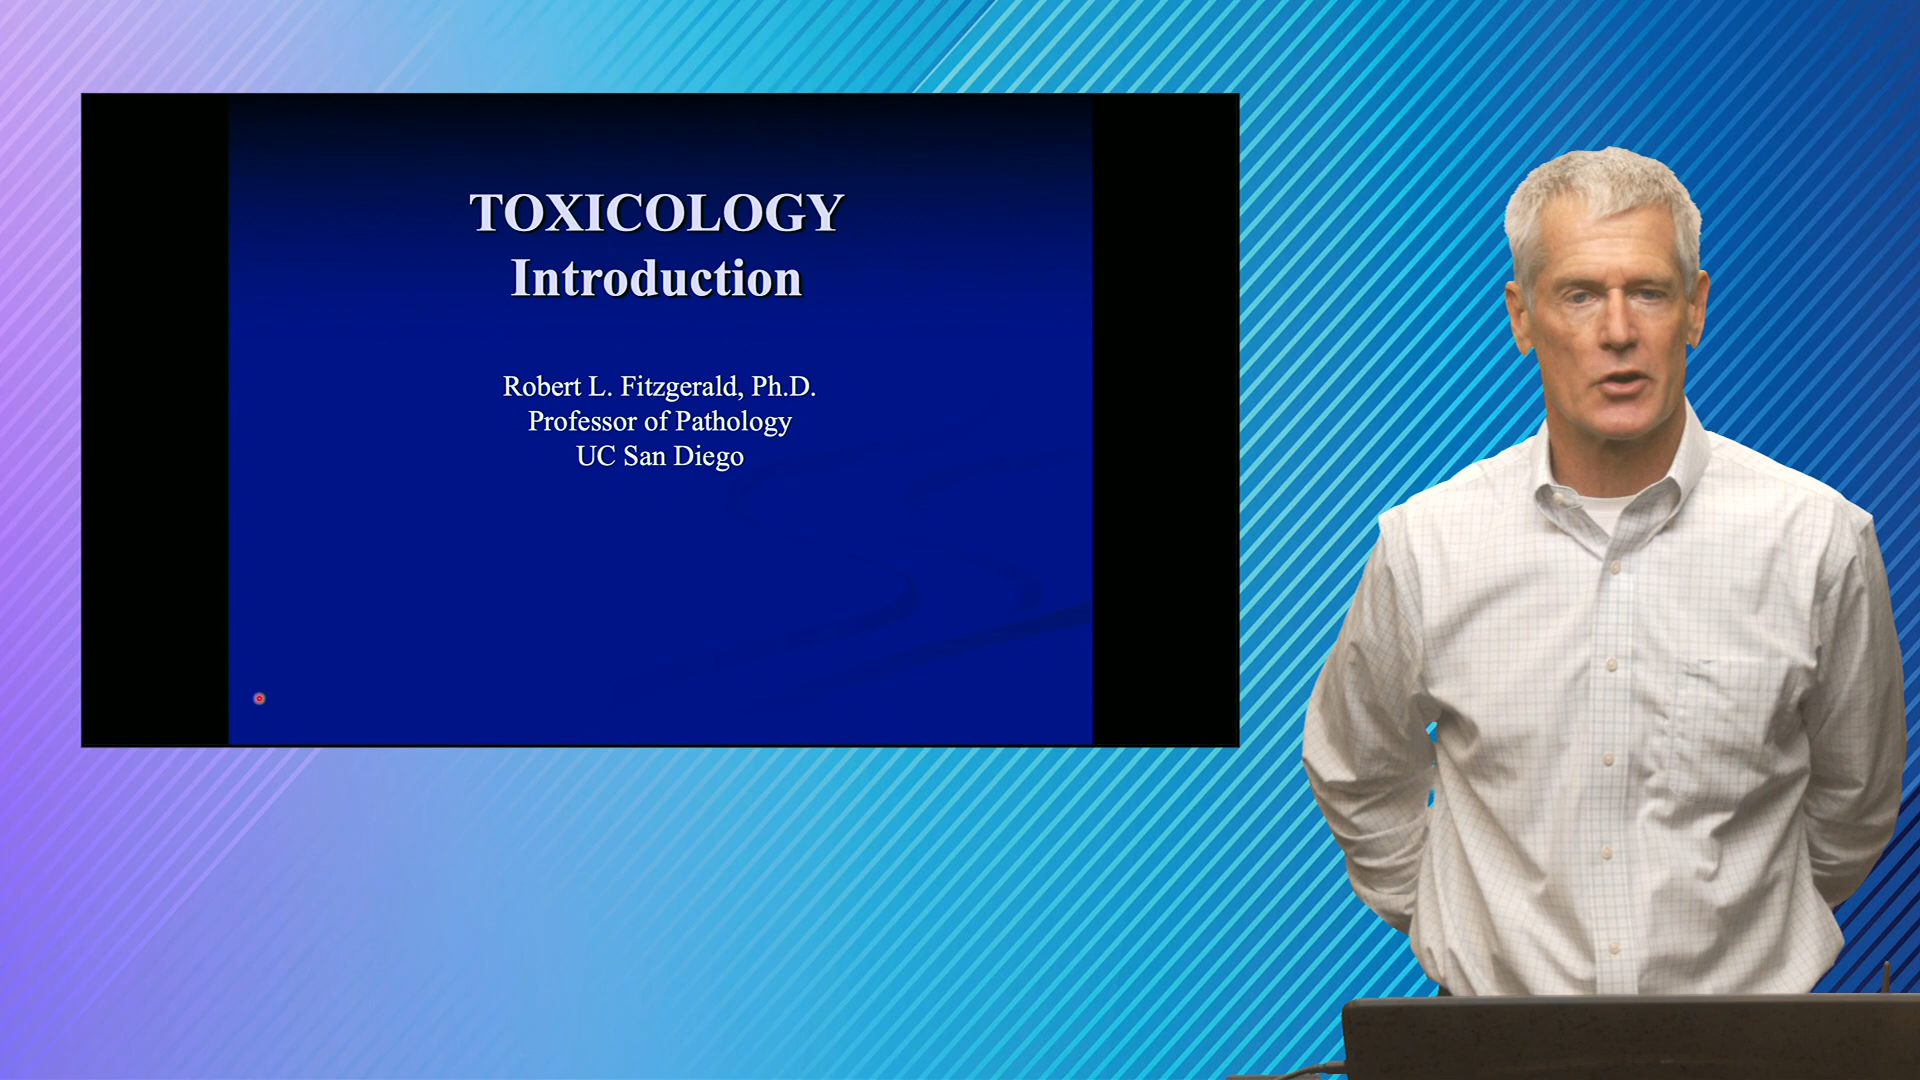 TOXICOLOGY
Introduction
Robert L. Fitzgerald, Ph.D.
Professor of Pathology
UC San Diego